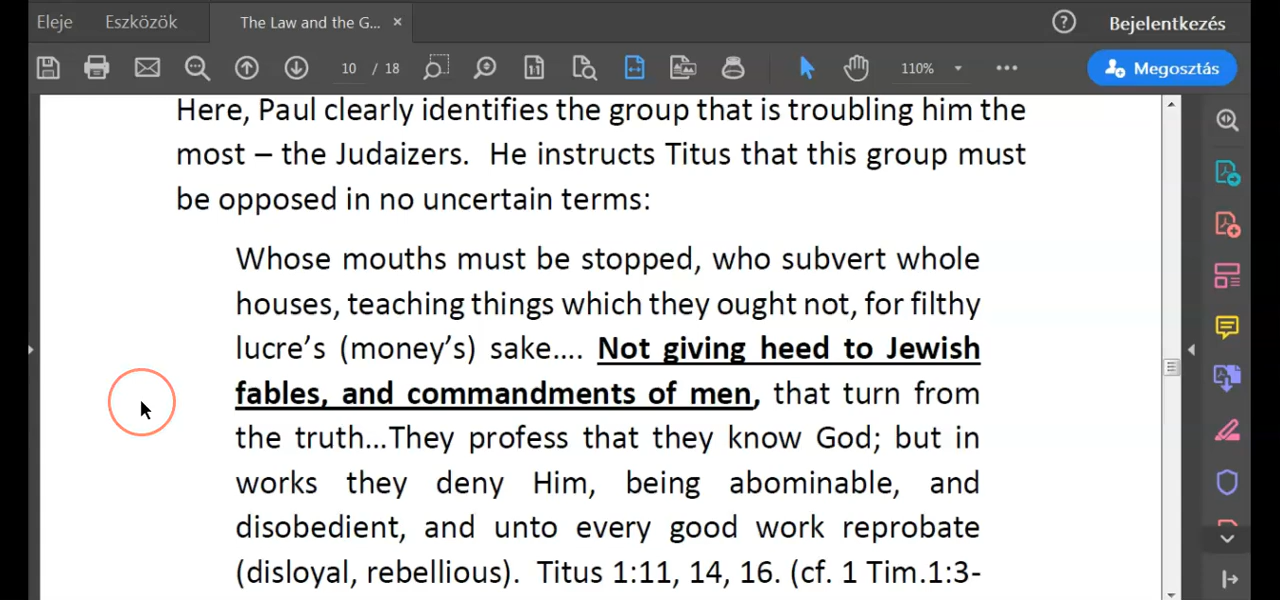 Eleje Eszközök The Law and the G... × ? Bejelentkezés
10 / 18 110% Megosztás
Here, Paul clearly identifies the group that is troubling him the
most – the Judaizers. He instructs Titus that this group must
be opposed in no uncertain terms:
Whose mouths must be stopped, who subvert whole
houses, teaching things which they ought not, for filthy
lucre’s (money’s) sake.... Not giving heed to Jewish
fables, and commandments of men, that turn from
the truth...They profess that they know God; but in
works they deny Him, being abominable, and
disobedient, and unto every good work reprobate
(disloyal, rebellious). Titus 1:11, 14, 16. (cf. 1 Tim.1:3-